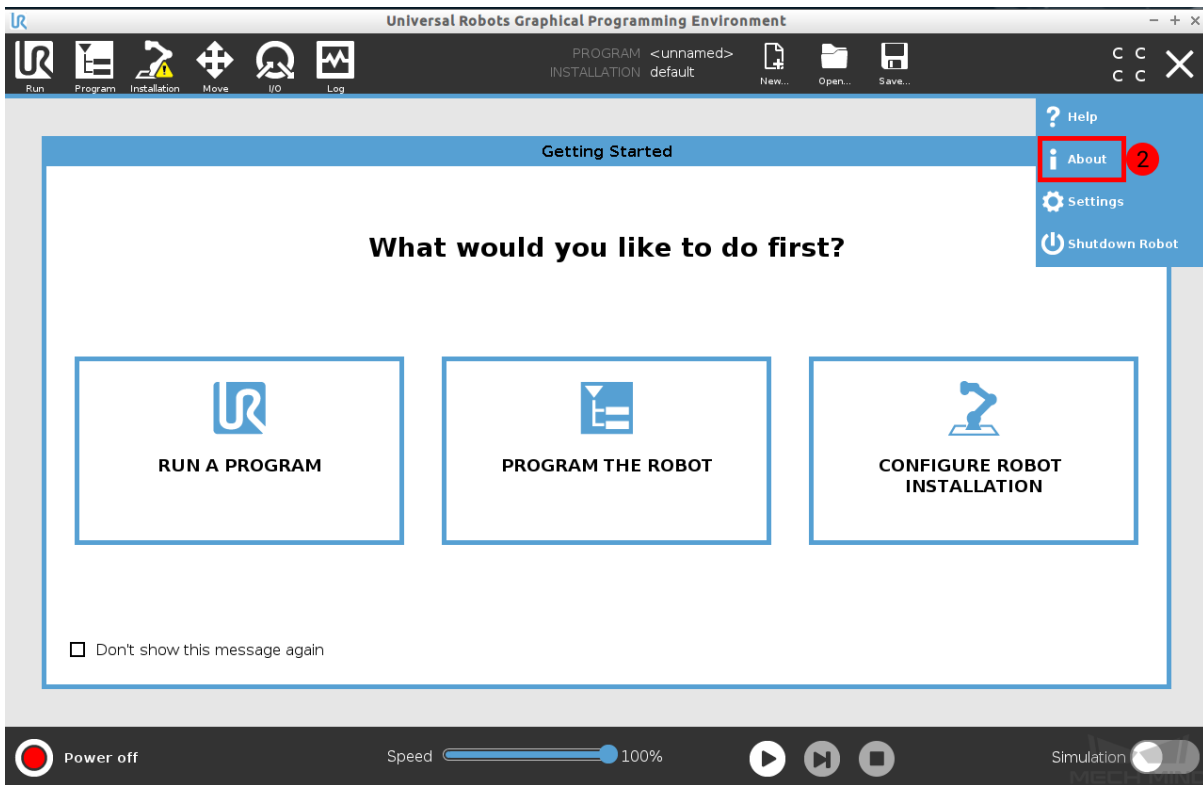 Universal Robots Graphical Programming Environment
Run
Program
Installation
Move
I/O
Log
PROGRAM <unnamed>
INSTALLATION default
New...
Open...
Save...
C C
C C
Help
About
2
Settings
Shutdown Robot
Getting Started
What would you like to do first?
RUN A PROGRAM
PROGRAM THE ROBOT
CONFIGURE ROBOT
INSTALLATION
Don't show this message again
Power off
Speed
100%
Simulation
MECH MIND